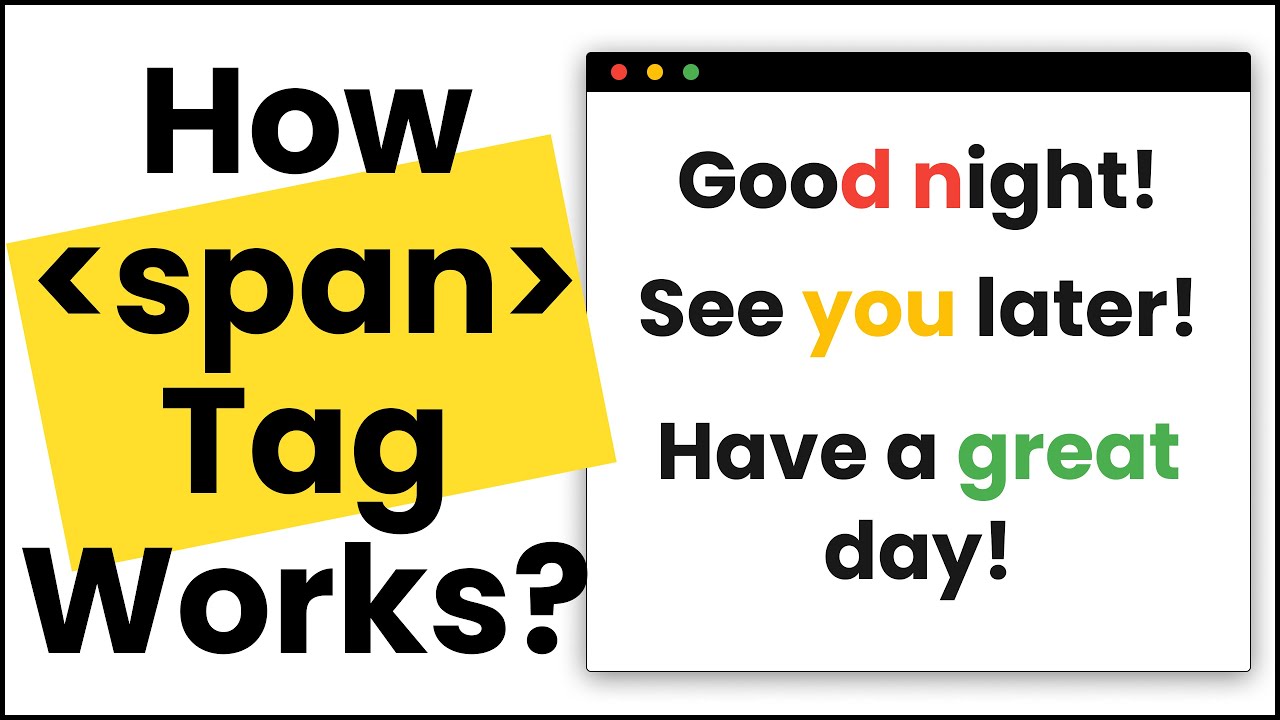 How
<span>
Tag
Works?
Good night!
See you later!
Have a great
day!